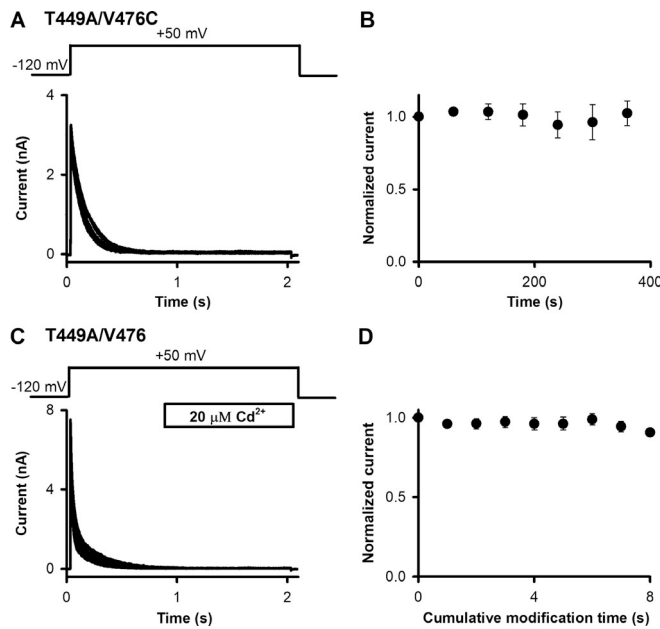 A T449A/V476C
+50 mV
-120 mV
4
2
0
Current (nA)
0 1 2
Time (s)
B
1.0
0.5
0.0
Normalized current
0 200 400
Time (s)
C T449A/V476
+50 mV
-120 mV
20 μM Cd²⁺
8
4
0
Current (nA)
0 1 2
Time (s)
D
1.0
0.5
0.0
Normalized current
0 4 8
Cumulative modification time (s)